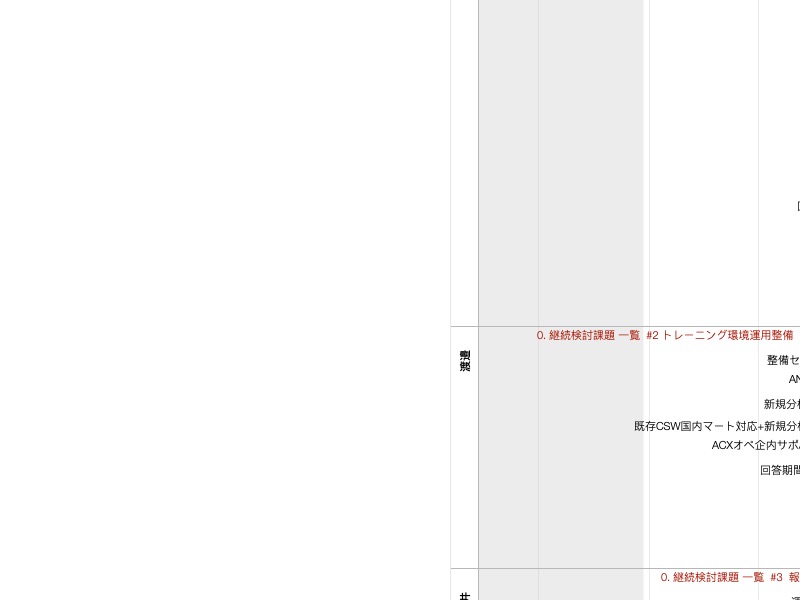 0. 継続検討課題 一覧 #2 トレーニング環境運用整備
整備セ
AN
新規分析
既存CSW国内マート対応+新規分析
ACXオペ企内サポ
回答期間
0. 継続検討課題 一覧 #3 報